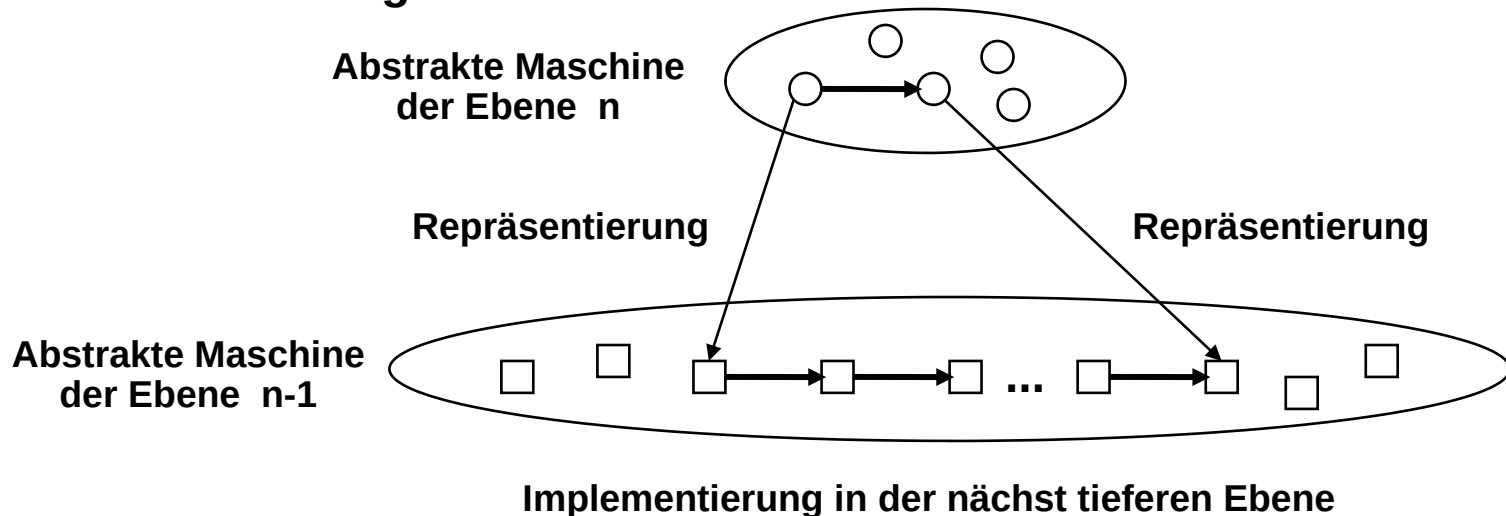 Abstrakte Maschine
der Ebene n
Repräsentierung
Repräsentierung
Abstrakte Maschine
der Ebene n-1
...
Implementierung in der nächst tieferen Ebene